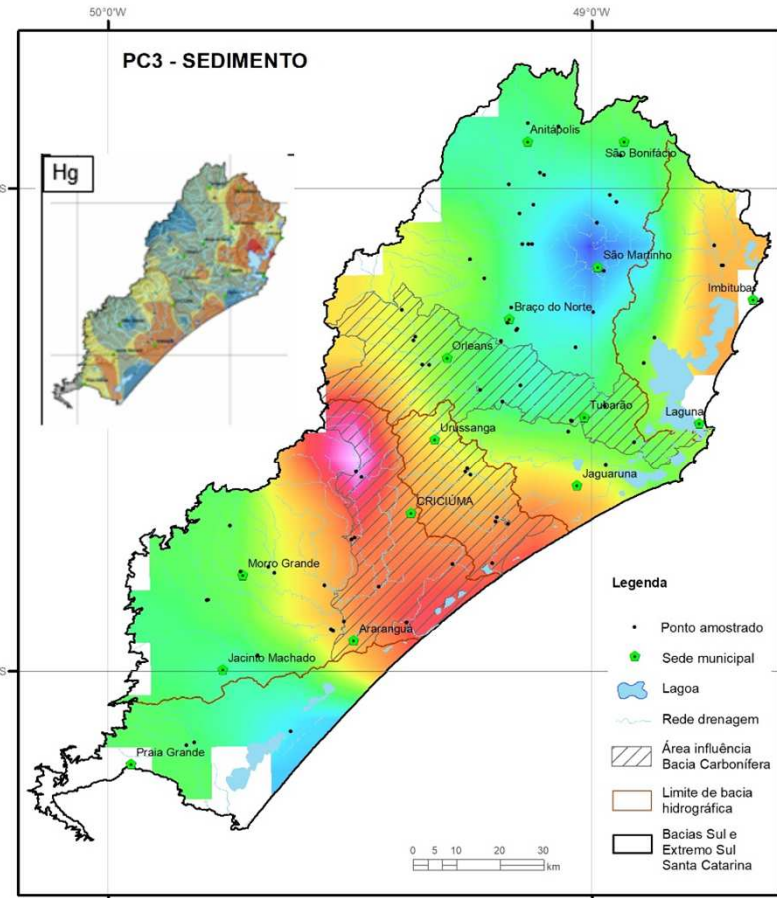 50°0'W
49°0'W
PC3 - SEDIMENTO
Hg
Anitápolis
São Bonifácio
São Martinho
Imbituba
Braço do Norte
Orleans
Tubarão
Laguna
Urussanga
Jaguaruna
CRICIÚMA
Morro Grande
Araranguá
Jacinto Machado
Praia Grande
Legenda
Ponto amostrado
Sede municipal
Lagoa
Rede drenagem
Área influência
Bacia Carbonífera
Limite de bacia
hidrográfica
Bacias Sul e
Extremo Sul
Santa Catarina
0 5 10 20 30
km
S
S